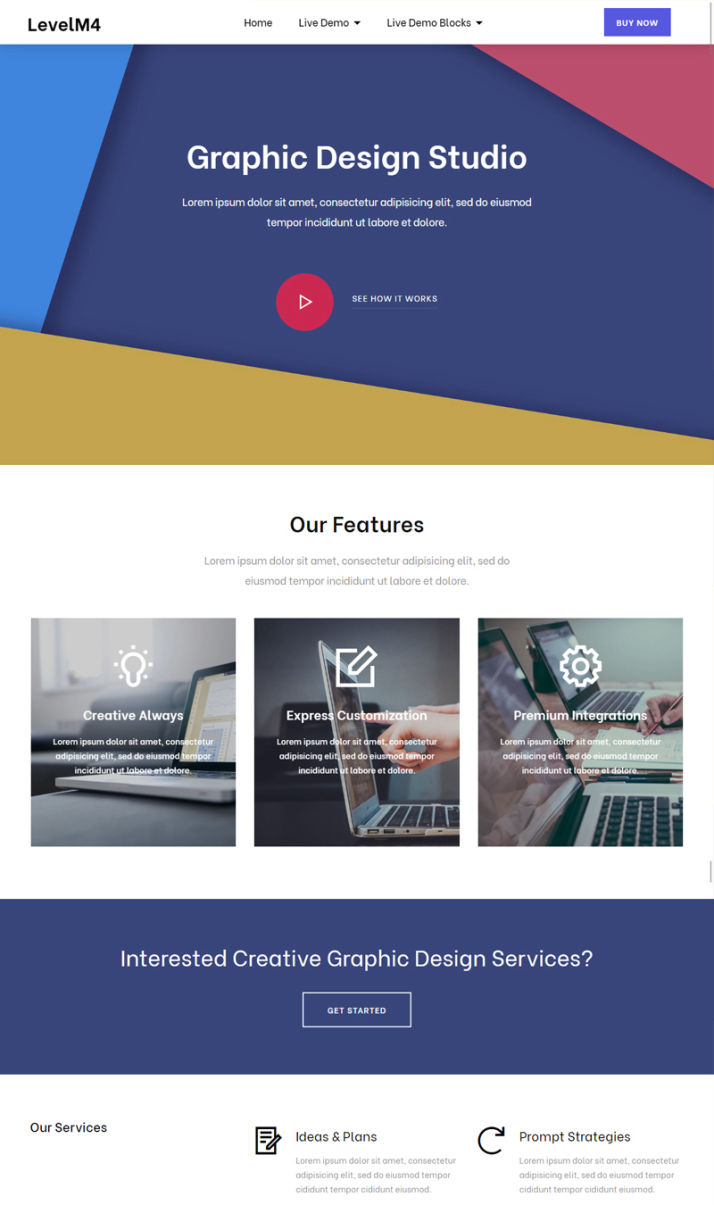 LevelM4
Home
Live Demo
Live Demo Blocks
BUY NOW
Graphic Design Studio
Lorem ipsum dolor sit amet, consectetur adipisicing elit, sed do eiusmod
tempor incididunt ut labore et dolore.
SEE HOW IT WORKS
Our Features
Lorem ipsum dolor sit amet, consectetur adipisicing elit, sed do
eiusmod tempor incididunt ut labore et dolore.
Creative Always
Lorem ipsum dolor sit amet, consectetur
adipisicing elit, sed do eiusmod tempor
incididunt ut labore et dolore.
Express Customization
Lorem ipsum dolor sit amet, consectetur
adipisicing elit, sed do eiusmod tempor
incididunt ut labore et dolore.
Premium Integrations
Lorem ipsum dolor sit amet, consectetur
adipisicing elit, sed do eiusmod tempor
incididunt ut labore et dolore.
Interested Creative Graphic Design Services?
GET STARTED
Our Services
Ideas & Plans
Lorem ipsum dolor sit amet, consectetur
adipisicing elit, sed do eiusmod tempor
cididunt tempor cididunt eiusmod.
Prompt Strategies
Lorem ipsum dolor sit amet, consectetur
adipisicing elit, sed do eiusmod tempor
cididunt tempor cididunt eiusmod.